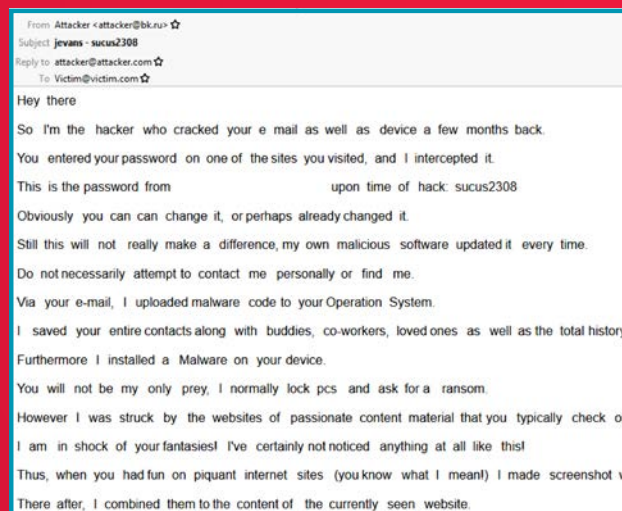 From Attacker <attacker@bk.ru>
Subject jevans - sucus2308
Reply to attacker@attacker.com
To Victim@victim.com
Hey there
So I'm the hacker who cracked your e mail as well as device a few months back.
You entered your password on one of the sites you visited, and I intercepted it.
This is the password from upon time of hack: sucus2308
Obviously you can can change it, or perhaps already changed it.
Still this will not really make a difference, my own malicious software updated it every time.
Do not necessarily attempt to contact me personally or find me.
Via your e-mail, I uploaded malware code to your Operation System.
I saved your entire contacts along with buddies, co-workers, loved ones as well as the total history
Furthermore I installed a Malware on your device.
You will not be my only prey, I normally lock pcs and ask for a ransom.
However I was struck by the websites of passionate content material that you typically check
I am in shock of your fantasies! I've certainly not noticed anything at all like this!
Thus, when you had fun on piquant internet sites (you know what I mean!) I made screenshot
There after, I combined them to the content of the currently seen website.